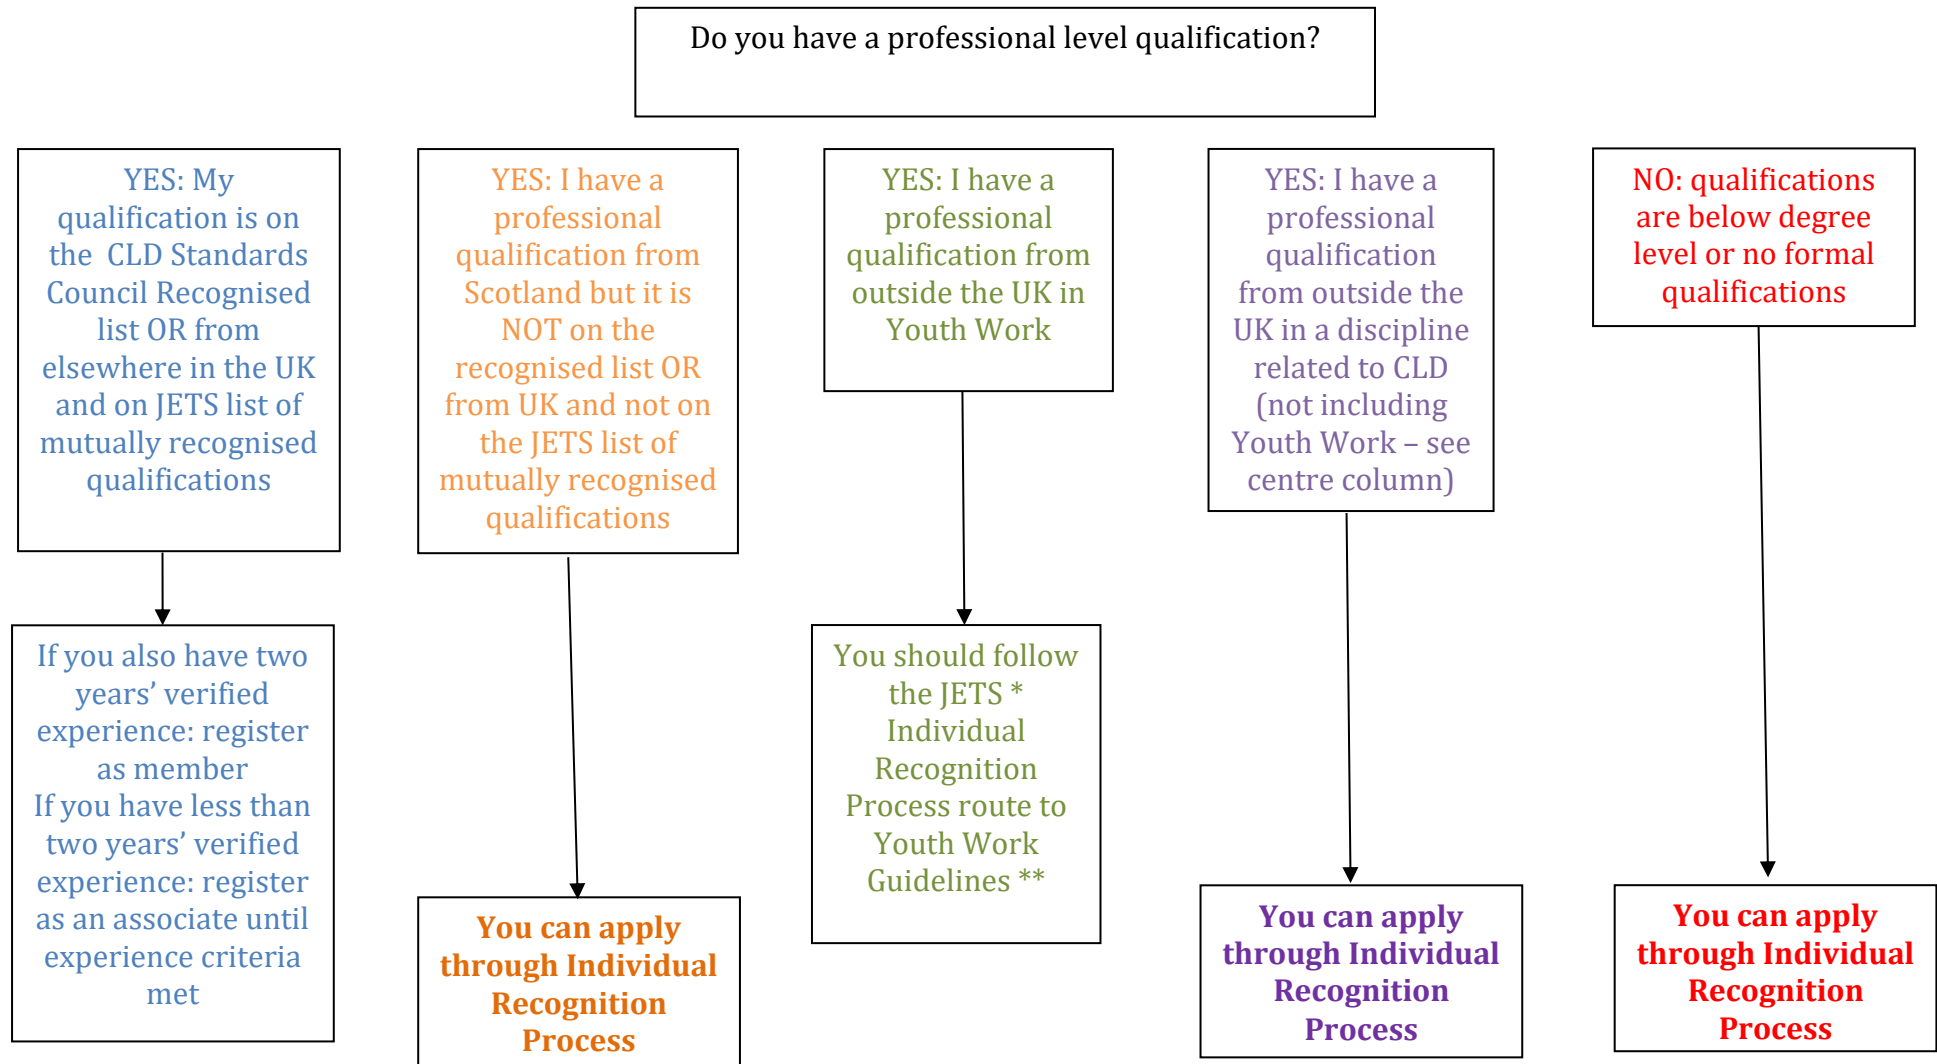 Do you have a professional level qualification?
YES: My
qualification is on
the CLD Standards
Council Recognised
list OR from
elsewhere in the UK
and on JETS list of
mutually recognised
qualifications
YES: I have a
professional
qualification from
Scotland but it is
NOT on the
recognised list OR
from UK and not on
the JETS list of
mutually recognised
qualifications
YES: I have a
professional
qualification from
outside the UK in
Youth Work
YES: I have a
professional
qualification
from outside the
UK in a discipline
related to CLD
(not including
Youth Work – see
centre column)
NO: qualifications
are below degree
level or no formal
qualifications
If you also have two
years’ verified
experience: register
as member
If you have less than
two years’ verified
experience: register
as an associate until
experience criteria
met
You can apply
through Individual
Recognition
Process
You should follow
the JETS *
Individual
Recognition
Process route to
Youth Work
Guidelines **
You can apply
through Individual
Recognition
Process
You can apply
through Individual
Recognition
Process